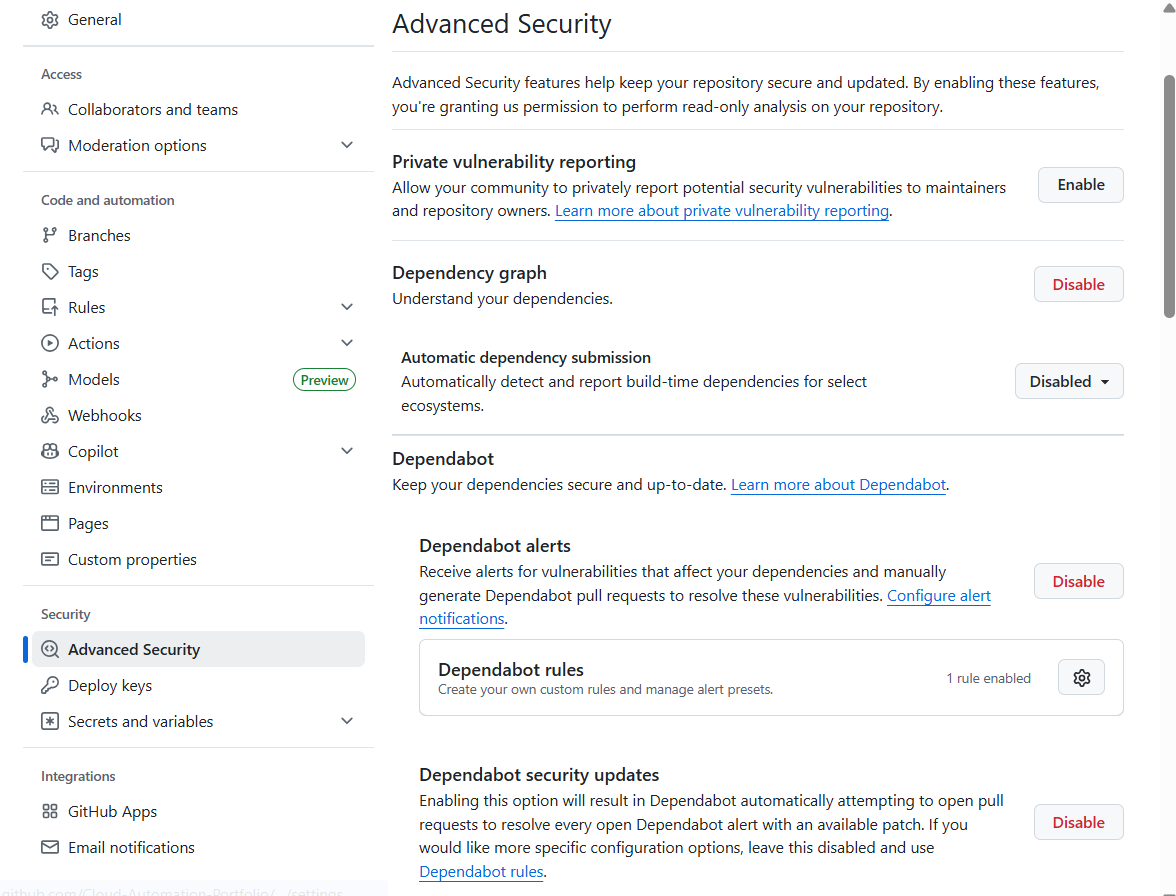 General
Access
Collaborators and teams
Moderation options
Code and automation
Branches
Tags
Rules
Actions
Models
Preview
Webhooks
Copilot
Environments
Pages
Custom properties
Security
Advanced Security
Deploy keys
Secrets and variables
Integrations
GitHub Apps
Email notifications
github.com/Cloud-Automation-Portfolio/.../settings
Advanced Security
Advanced Security features help keep your repository secure and updated. By enabling these features,
you're granting us permission to perform read-only analysis on your repository.
Private vulnerability reporting
Allow your community to privately report potential security vulnerabilities to maintainers
and repository owners. Learn more about private vulnerability reporting.
Enable
Dependency graph
Understand your dependencies.
Disable
Automatic dependency submission
Automatically detect and report build-time dependencies for select
ecosystems.
Disabled
Dependabot
Keep your dependencies secure and up-to-date. Learn more about Dependabot.
Dependabot alerts
Receive alerts for vulnerabilities that affect your dependencies and manually
generate Dependabot pull requests to resolve these vulnerabilities. Configure alert
notifications.
Disable
Dependabot rules
Create your own custom rules and manage alert presets.
1 rule enabled
Dependabot security updates
Enabling this option will result in Dependabot automatically attempting to open pull
requests to resolve every open Dependabot alert with an available patch. If you
would like more specific configuration options, leave this disabled and use
Dependabot rules.
Disable